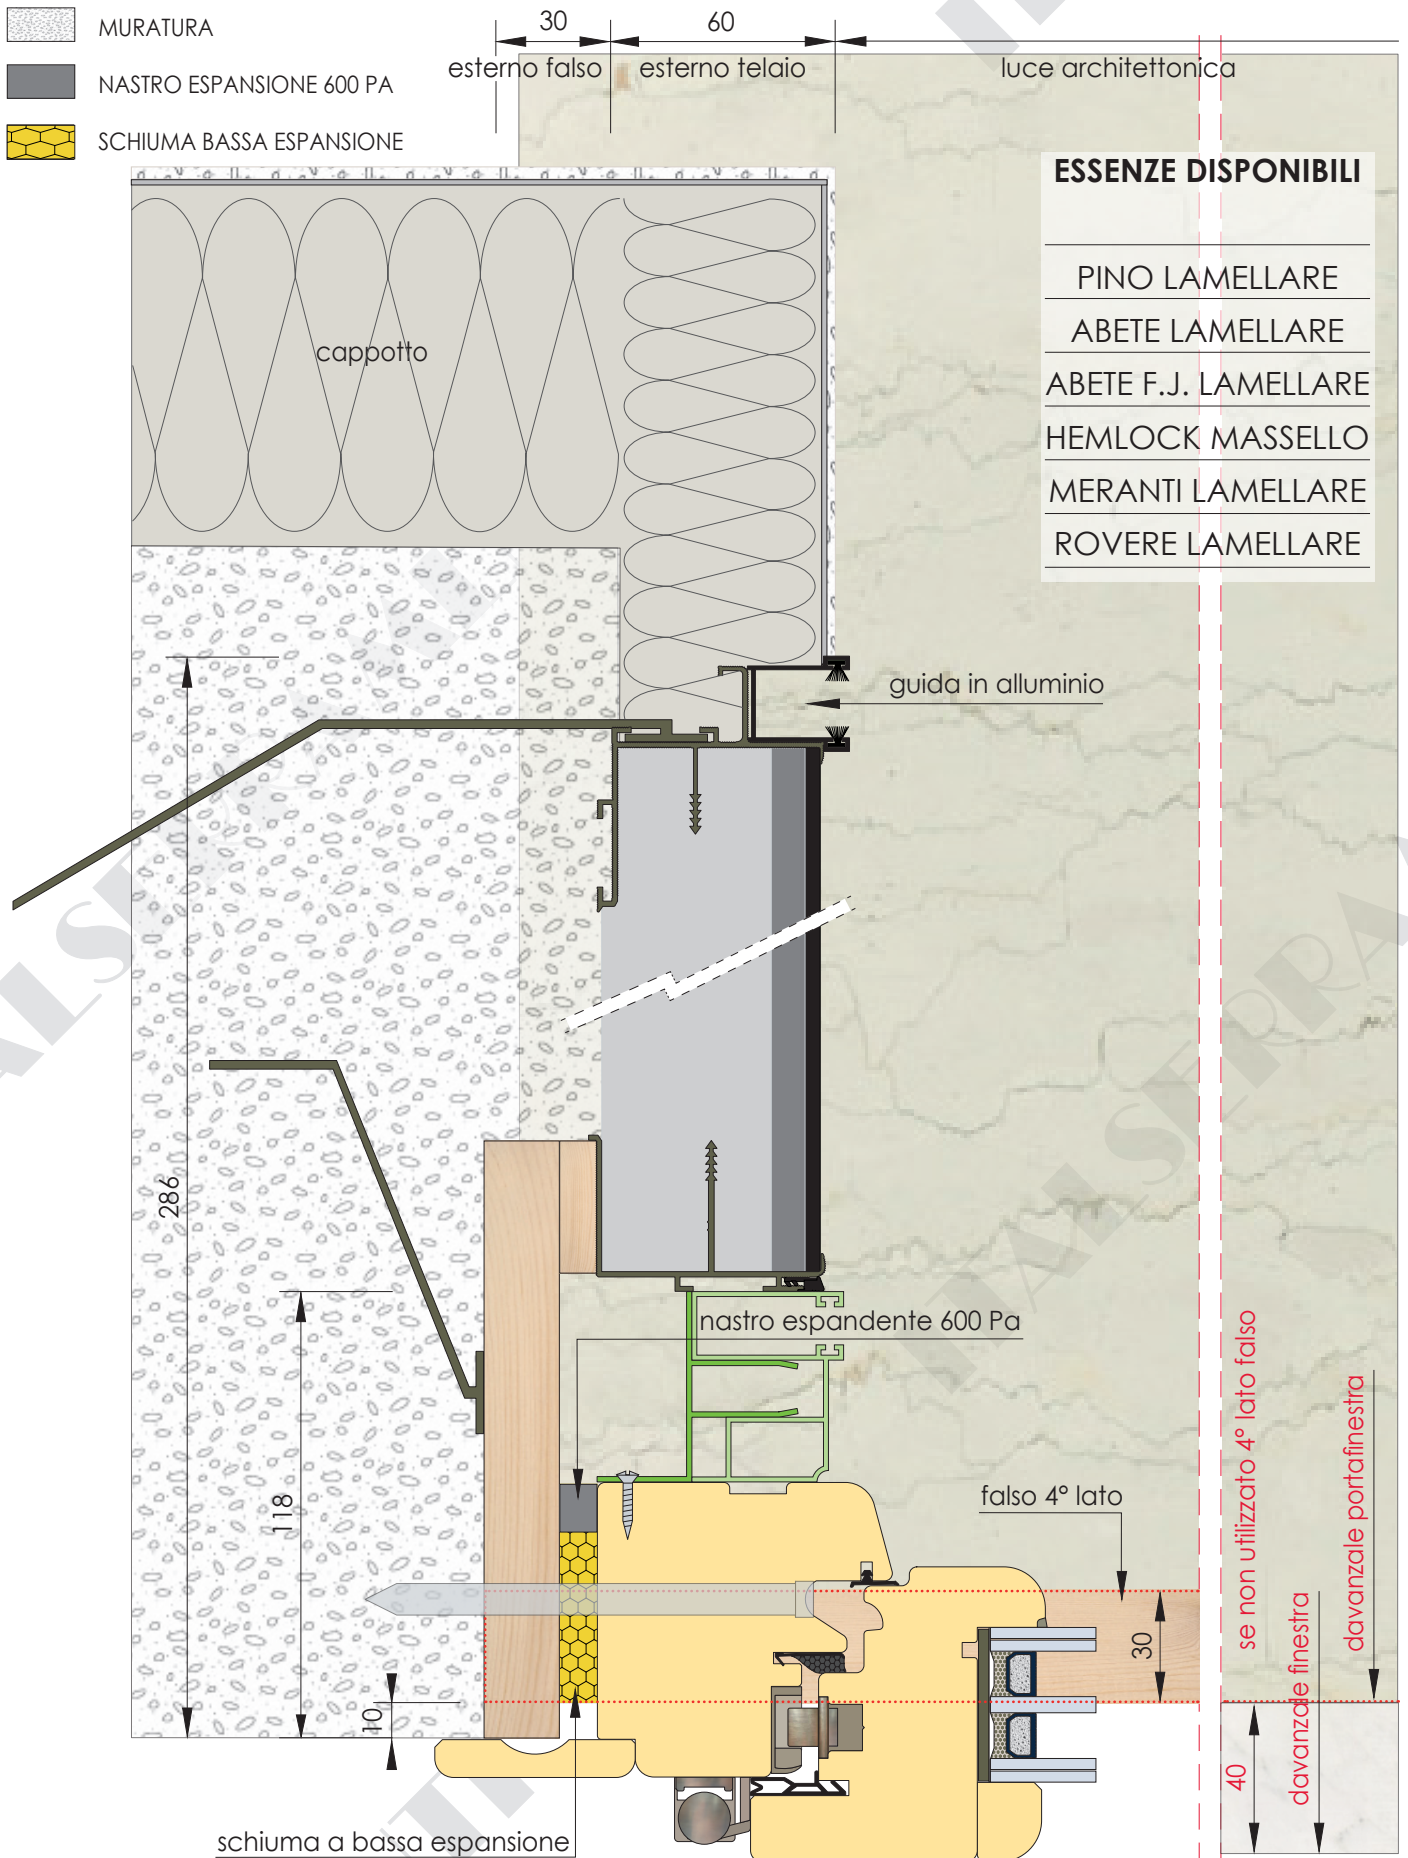 MURATURA
NASTRO ESPANSIONE 600 PA
SCHIUMA BASSA ESPANSIONE
30
60
esterno falso
esterno telaio
luce architettonica
ESSENZE DISPONIBILI
PINO LAMELLARE
ABETE LAMELLARE
ABETE F.J. LAMELLARE
HEMLOCK MASSELLO
MERANTI LAMELLARE
ROVERE LAMELLARE
cappotto
guida in alluminio
286
nastro espandente 600 Pa
118
falso 4° lato
30
10
se non utilizzato 4° lato falso
davanzale portafinestra
davanzale finestra
40
schiuma a bassa espansione
ITALSERRAMI
ITALSERRA